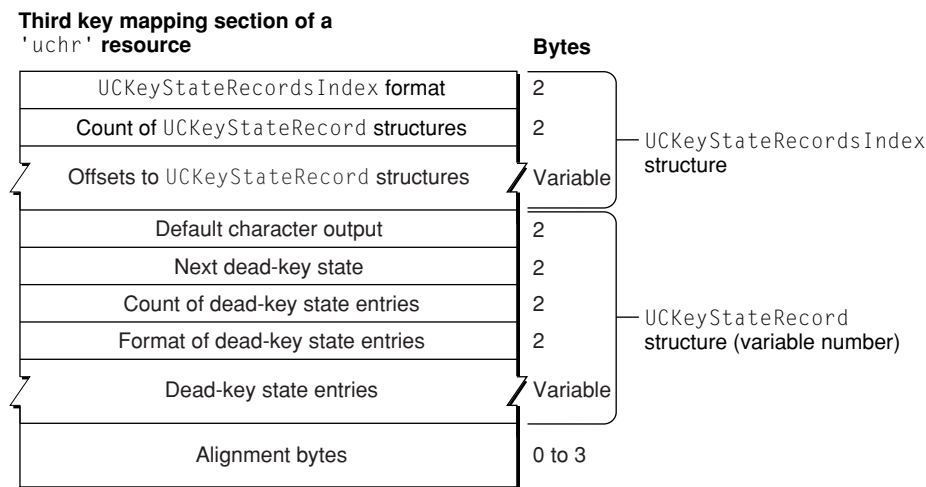 Third key mapping section of a
'uchr' resource
Bytes
UCKeyStateRecordsIndex format
2
Count of UCKeyStateRecord structures
2
Offsets to UCKeyStateRecord structures
Variable
UCKeyStateRecordsIndex
structure
Default character output
2
Next dead-key state
2
Count of dead-key state entries
2
Format of dead-key state entries
2
Dead-key state entries
Variable
UCKeyStateRecord
structure (variable number)
Alignment bytes
0 to 3